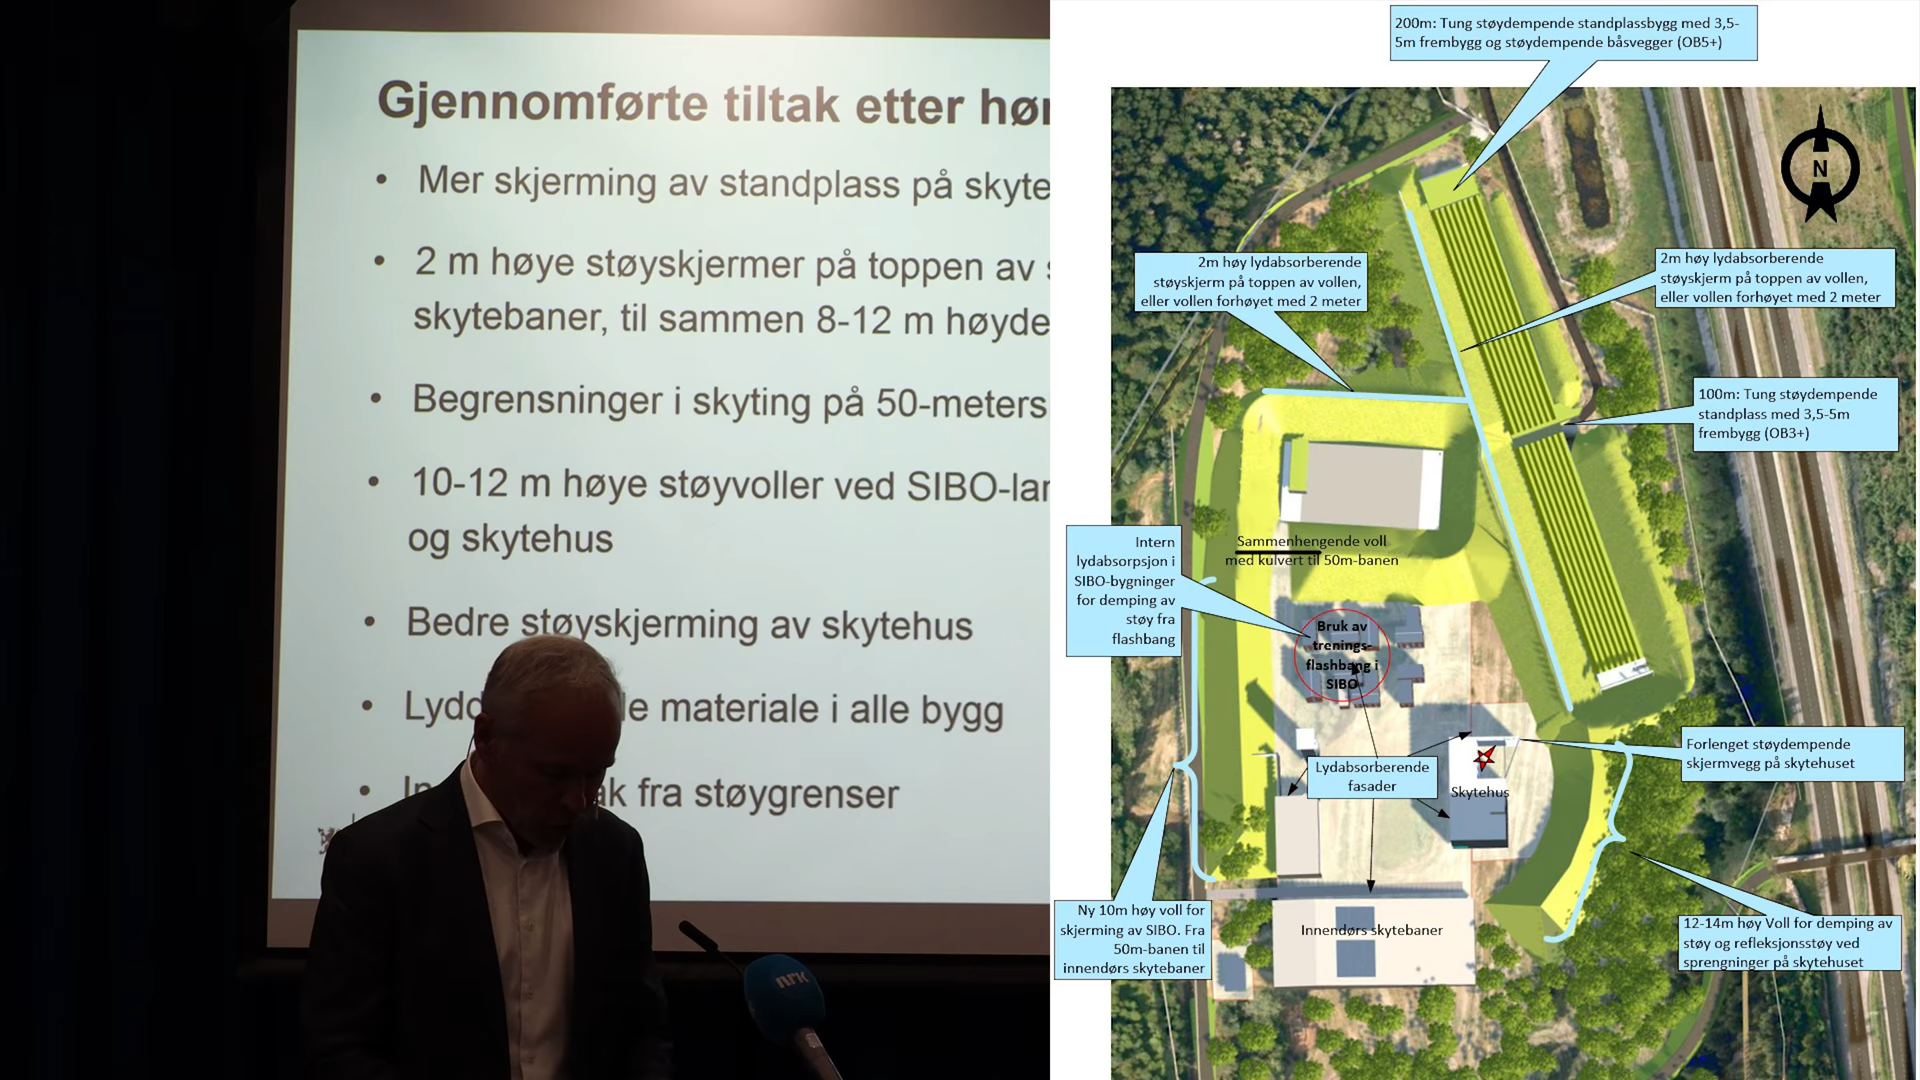 Gjennomførte tiltak etter
• Mer skjerming av standplass på
• 2 m høye støyskjermer på toppen av
skytebaner, til sammen 8-12 m høyde
• Begrensninger i skyting på 50-meters
• 10-12 m høye støyvoller ved
og skytehus
• Bedre støyskjerming av skytehus
• materiale i alle bygg
• fra støygrenser
nrk
200m: Tung støydempende standplassbygg med 3,5-
5m frembygg og støydempende båsvegger (OB5+)
N
2m høy lydabsorberende
støyskjerm på toppen av vollen,
eller vollen forhøyet med 2 meter
2m høy lydabsorberende
støyskjerm på toppen av vollen,
eller vollen forhøyet med 2 meter
100m: Tung støydempende
standplass med 3,5-5m
frembygg (OB3+)
Intern
lydabsorpsjon i
SIBO-bygninger
for demping av
støy fra
flashbang
Sammenhengende voll
med kulvert til 50m-banen
Bruk av
trenings-
flashbang i
SIBO
Lydabsorberende
fasader
Skytehus
Forlenget støydempende
skjermvegg på skytehuset
Ny 10m høy voll for
skjerming av SIBO. Fra
50m-banen til
innendørs skytebaner
Innendørs skytebaner
12-14m høy Voll for demping av
støy og refleksjonsstøy ved
sprengninger på skytehuset